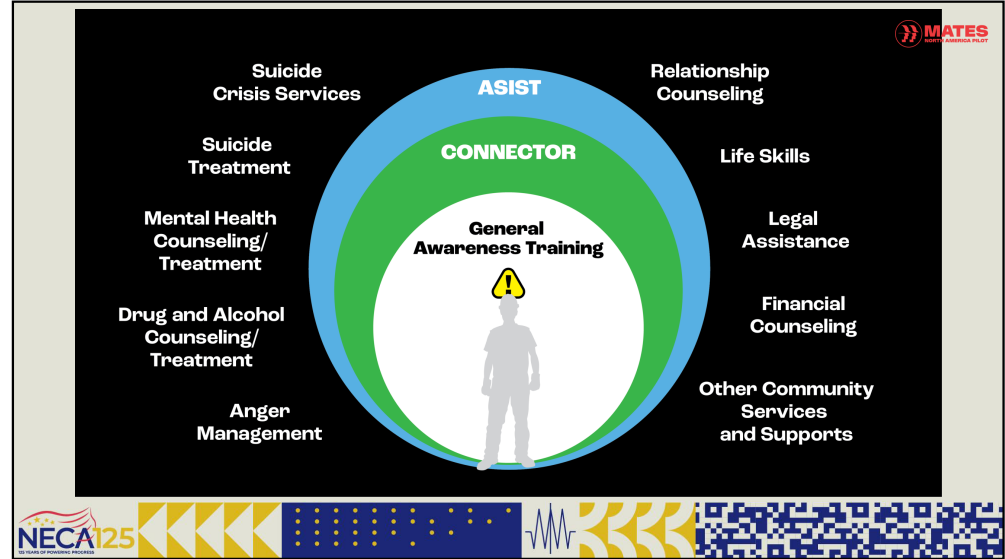 MATES
NORTH AMERICA PILOT
Suicide
Crisis Services
Suicide
Treatment
Mental Health
Counseling/
Treatment
Drug and Alcohol
Counseling/
Treatment
Anger
Management
ASIST
CONNECTOR
General
Awareness Training
!
Relationship
Counseling
Life Skills
Legal
Assistance
Financial
Counseling
Other Community
Services
and Supports
NECA125
125 YEARS OF POWERING PROGRESS